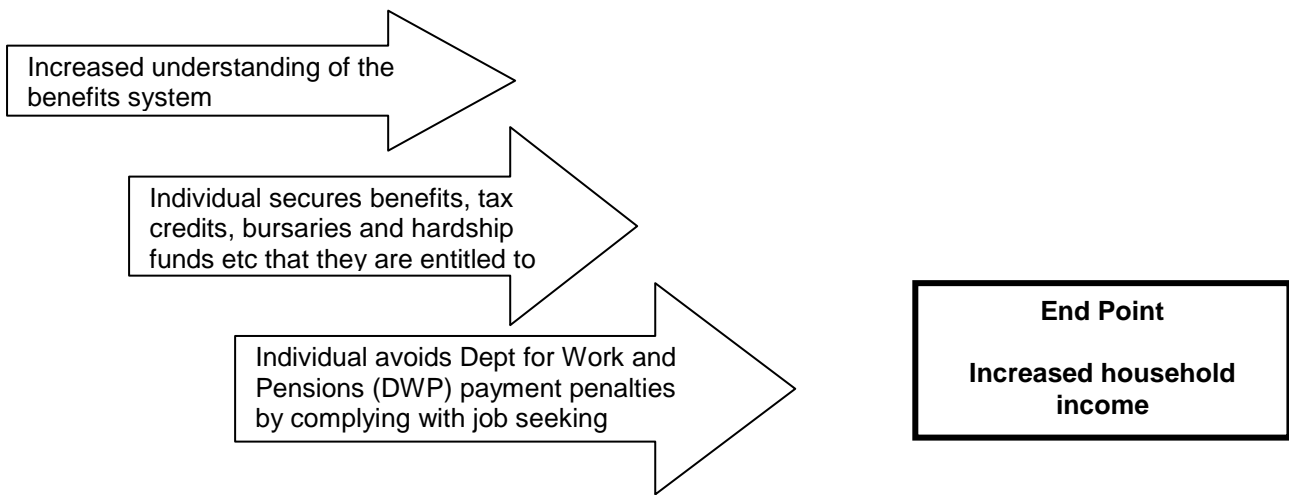 Increased understanding of the
benefits system
Individual secures benefits, tax
credits, bursaries and hardship
funds etc that they are entitled to
Individual avoids Dept for Work and
Pensions (DWP) payment penalties
by complying with job seeking
End Point
Increased household
income